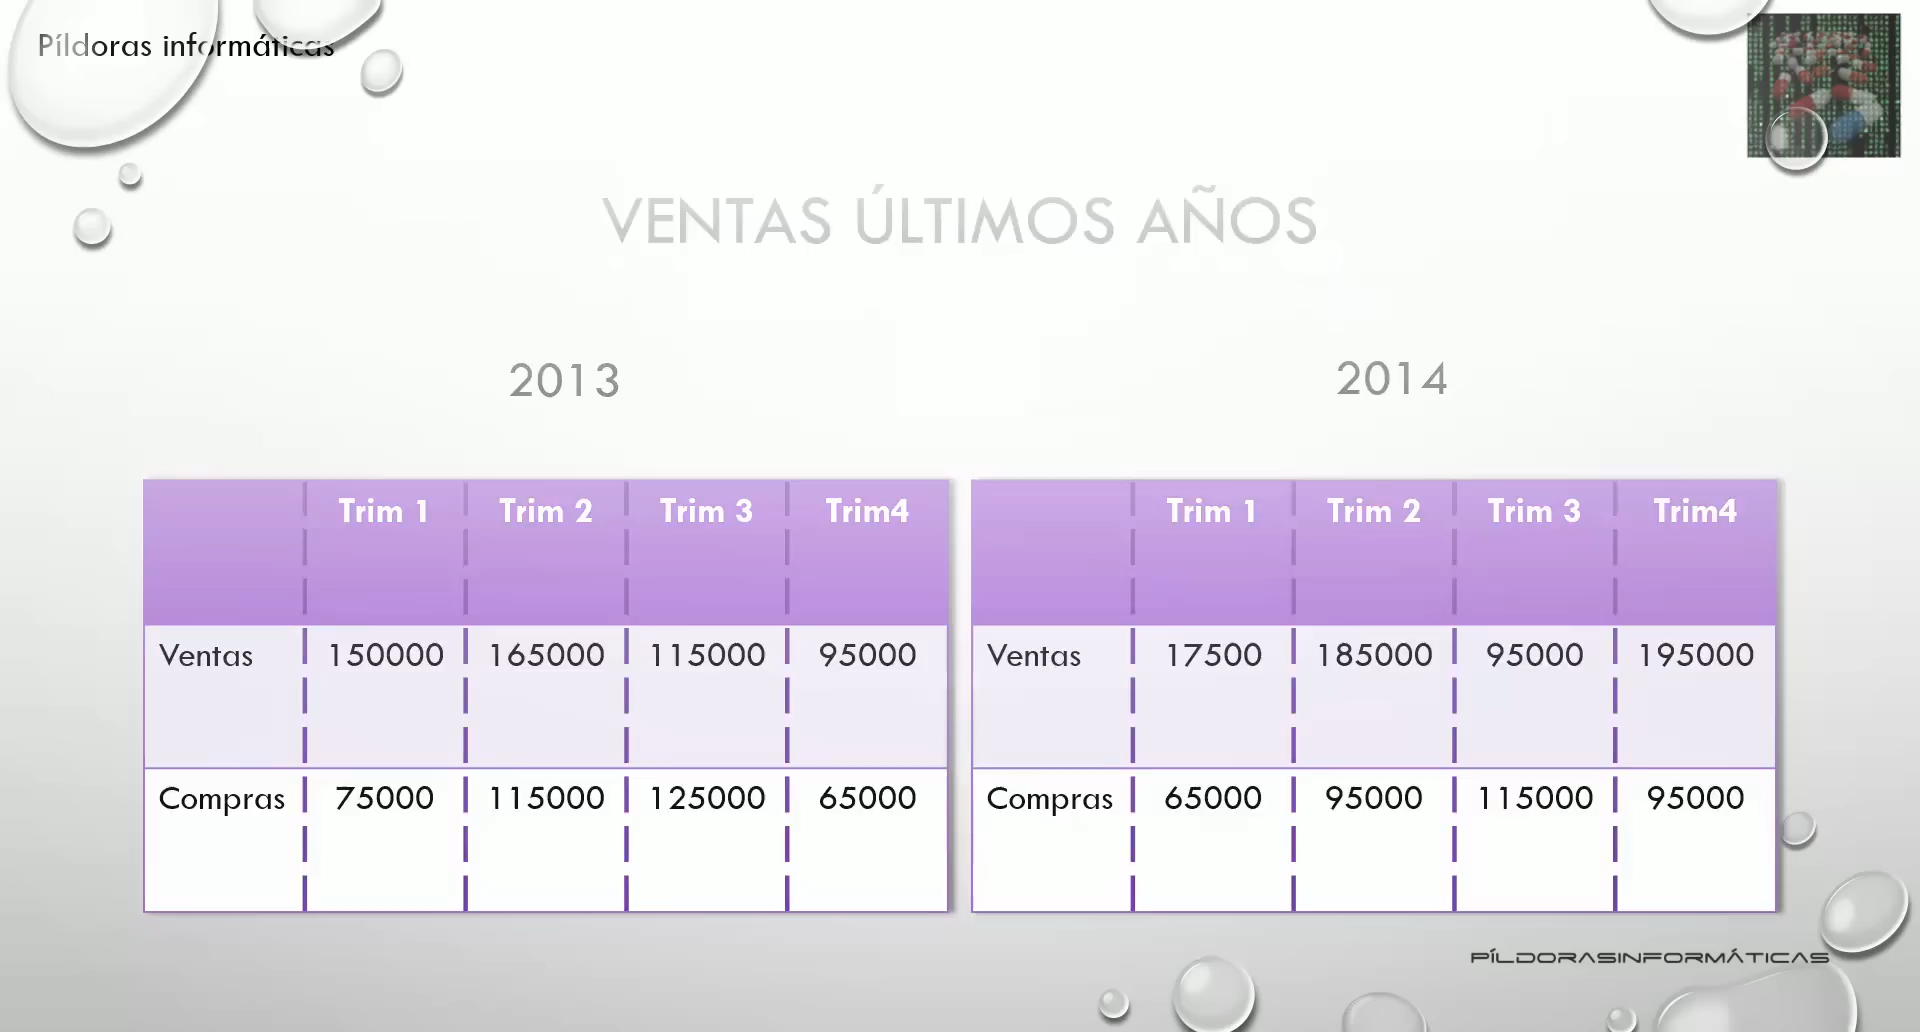 Píldoras informáticas
VENTAS ÚLTIMOS AÑOS
2013
Trim 1 Trim 2 Trim 3 Trim4
Ventas 150000 165000 115000 95000
Compras 75000 115000 125000 65000
2014
Trim 1 Trim 2 Trim 3 Trim4
Ventas 17500 185000 95000 195000
Compras 65000 95000 115000 95000
PÍLDORASINFORMÁTICAS